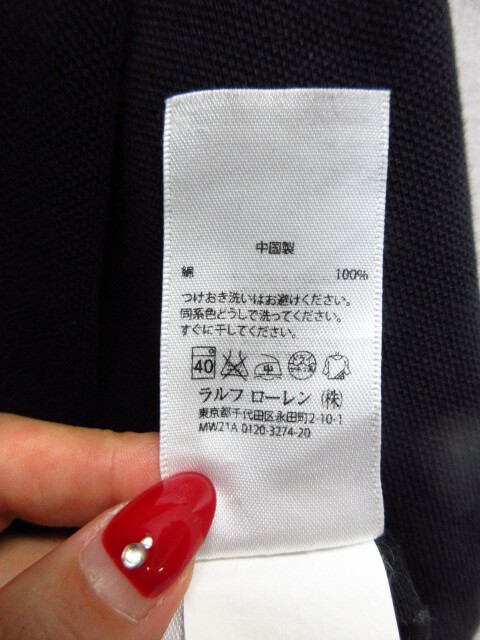 中国製
綿 100%
つけおき洗いはお避けください。
同系色どうしで洗ってください。
すぐに干してください。
40 中
ラルフ ローレン (株)
東京都千代田区永田町2-10-1
MW21A 0120-3274-20